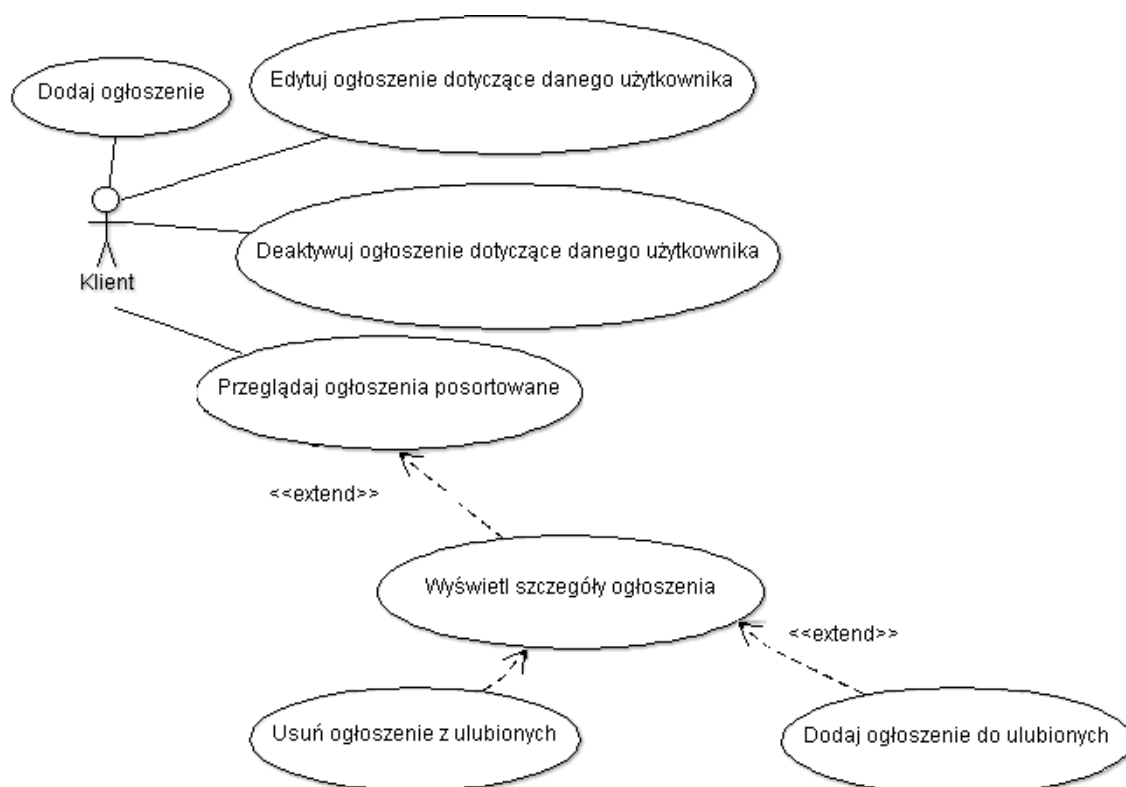 Edytuj ogłoszenie dotyczące danego użytkownika
Dodaj ogłoszenie
Deaktywuj ogłoszenie dotyczące danego użytkownika
Klient
Przeglądaj ogłoszenia posortowane
<<extend>>
Wyświetl szczegóły ogłoszenia
<<extend>>
Usuń ogłoszenie z ulubionych
Dodaj ogłoszenie do ulubionych